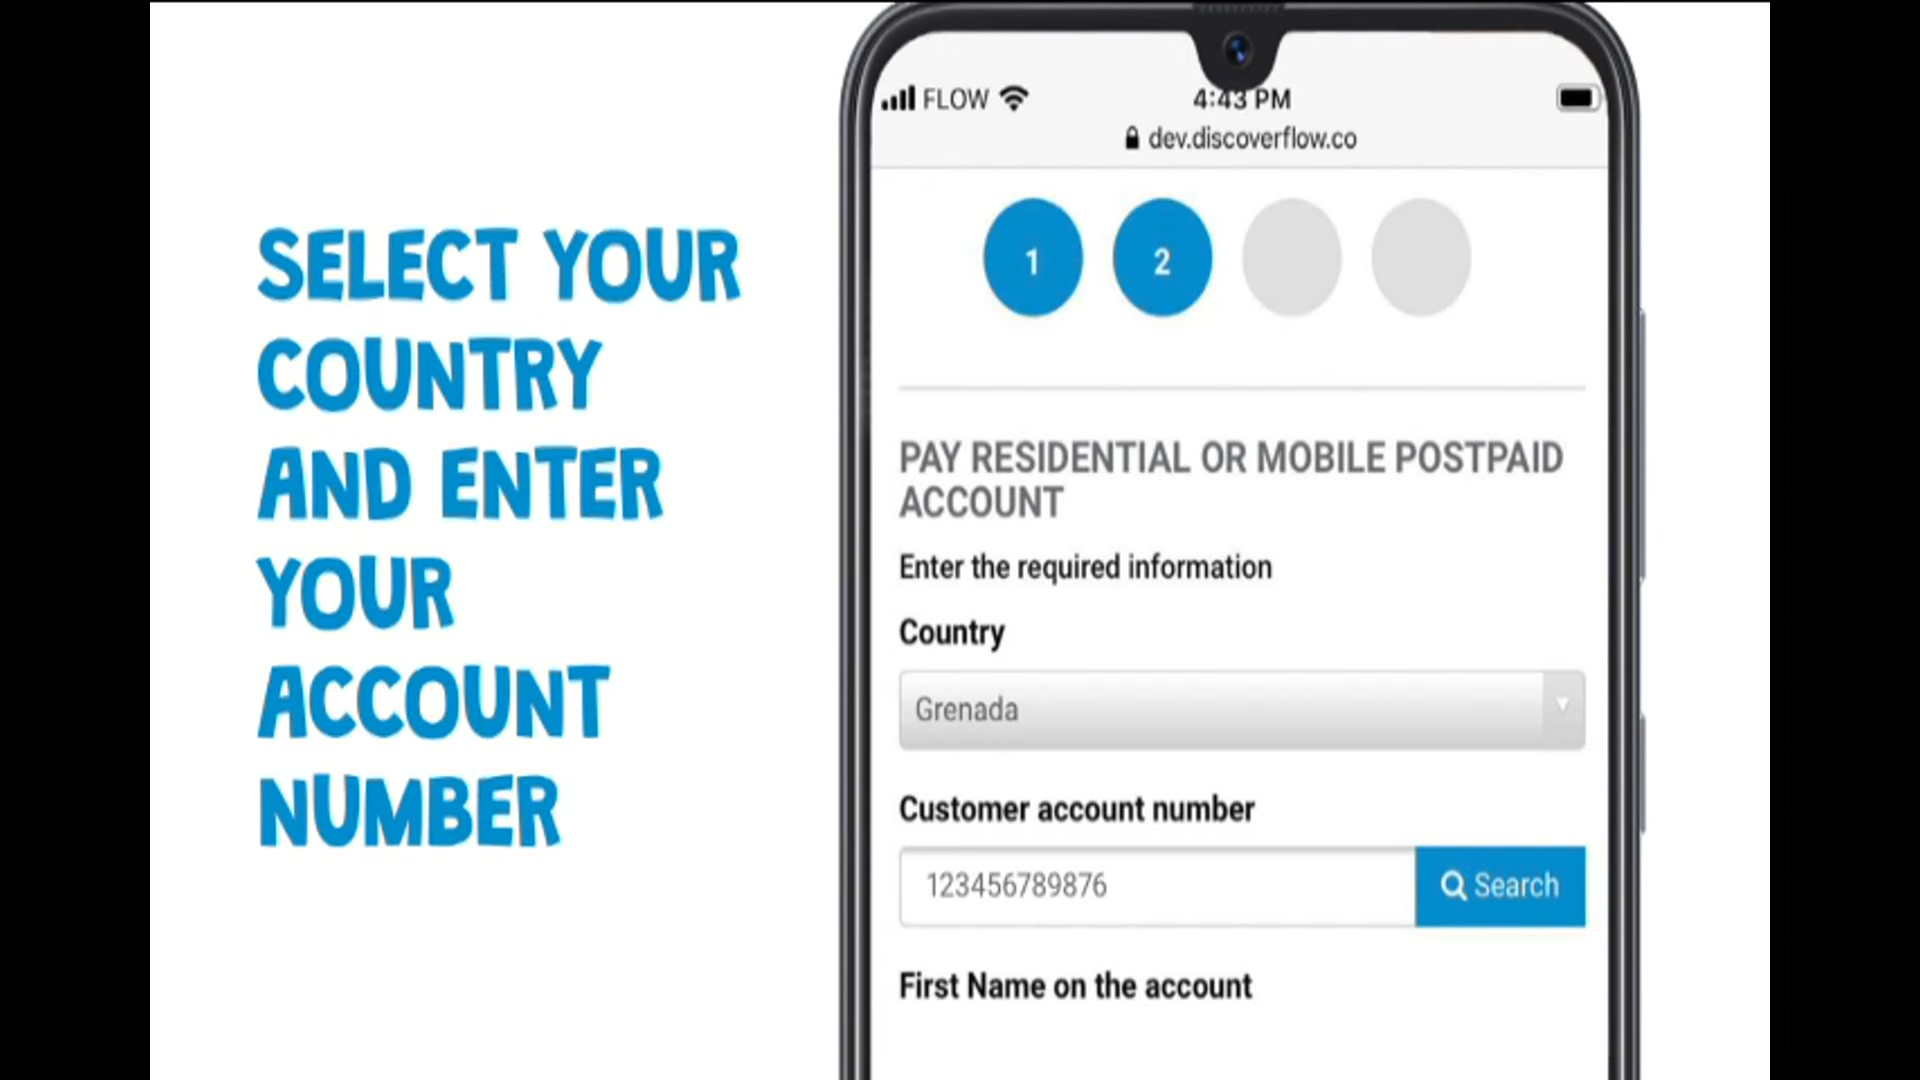 SELECT YOUR
COUNTRY
AND ENTER
YOUR
ACCOUNT
NUMBER
FLOW
4:43 PM
dev.discoverflow.co
1
2
PAY RESIDENTIAL OR MOBILE POSTPAID
ACCOUNT
Enter the required information
Country
Grenada
Customer account number
123456789876
Search
First Name on the account